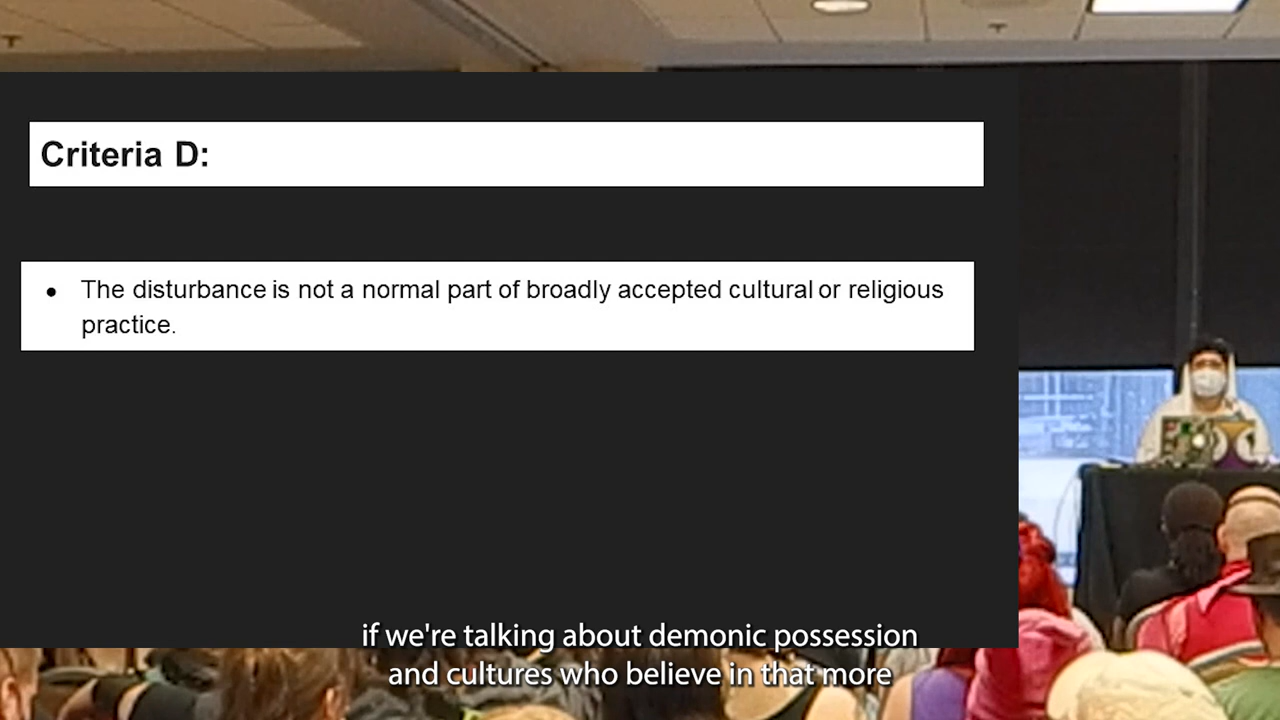 Criteria D:
• The disturbance is not a normal part of broadly accepted cultural or religious
practice.
if we're talking about demonic possession
and cultures who believe in that more